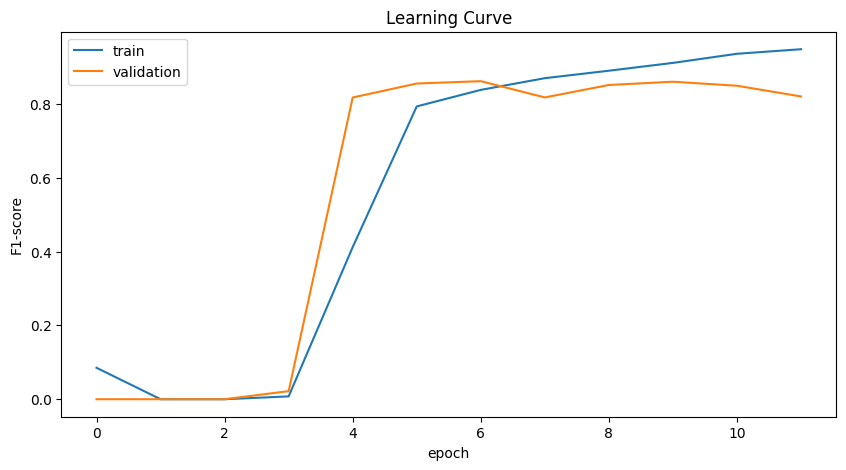 Learning Curve
train
validation
F1-score
0.8
0.6
0.4
0.2
0.0
0 2 4 6 8 10
epoch